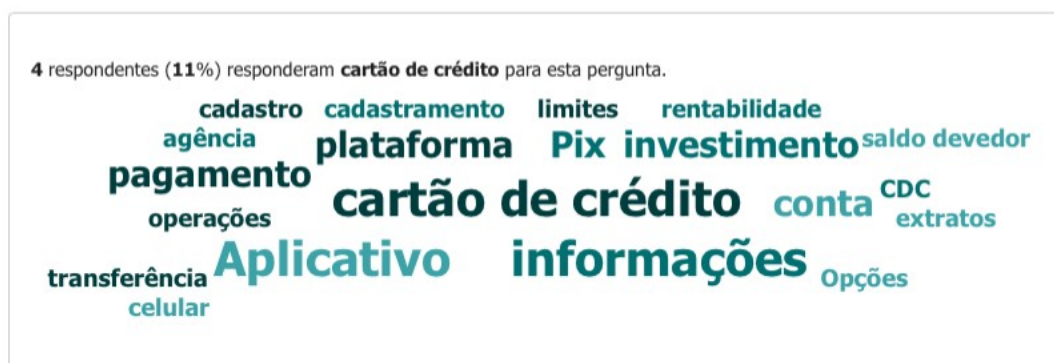 4 respondentes (11%) responderam cartão de crédito para esta pergunta.
cadastro cadastramento limites rentabilidade
agência plataforma Pix investimento saldo devedor
pagamento cartão de crédito conta CDC
operações extratos
transferência Aplicativo informações Opções
celular